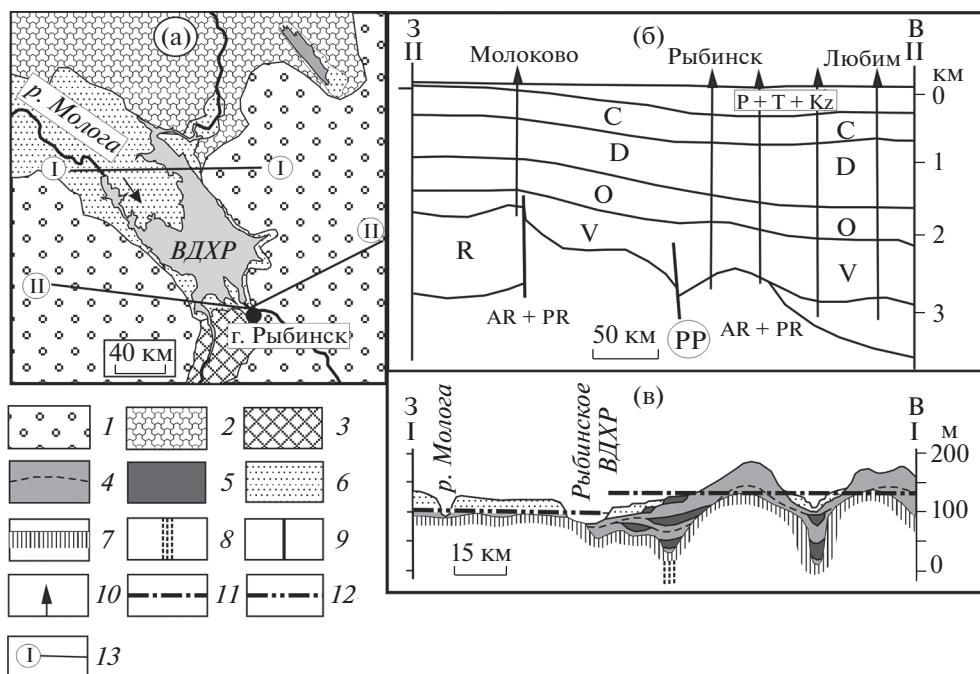 (а)
р. Молога
I
I
ВДХР
II
II
г. Рыбинск
40 км
З
II
(б)
В
II
Молоково
Рыбинск
Любим
км
0
P + T + Kz
C
C
D
D
1
O
O
V
V
2
R
3
AR + PR
AR + PR
50 км
РР
З
I
(в)
В
I
р. Молога
Рыбинское
ВДХР
м
200
100
0
15 км
1
2
3
4
5
6
7
8
9
10
11
12
I
13